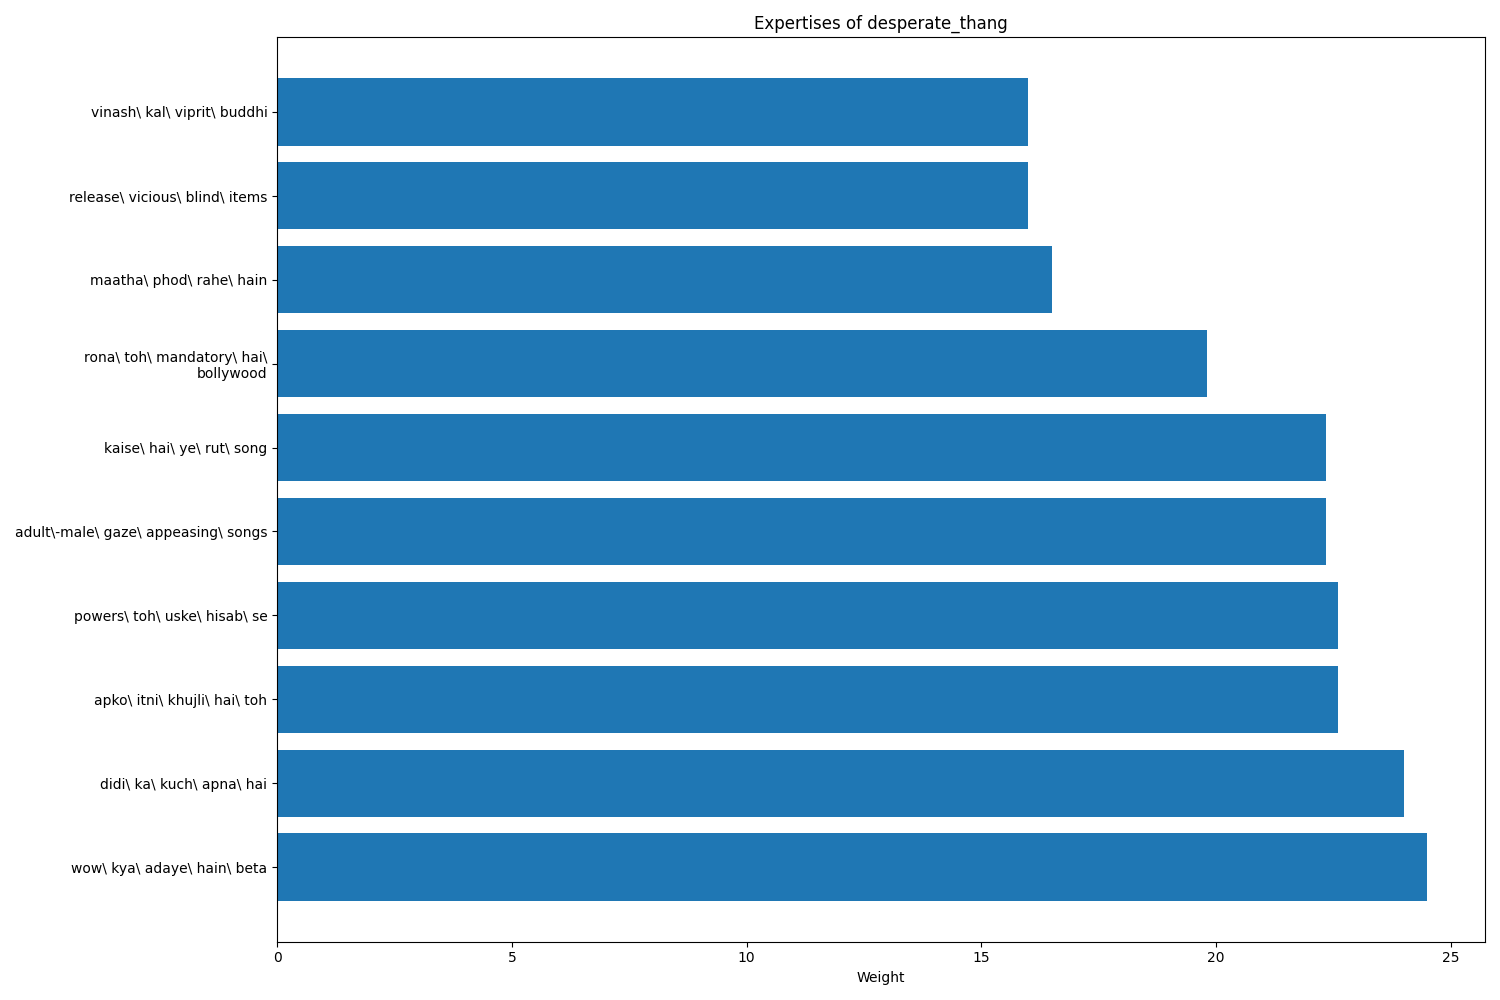 Expertises of desperate_thang
vinash\ kal\ viprit\ buddhi
release\ vicious\ blind\ items
maatha\ phod\ rahe\ hain
rona\ toh\ mandatory\ hai\
bollywood
kaise\ hai\ ye\ rut\ song
adult\-male\ gaze\ appeasing\ songs
powers\ toh\ uske\ hisab\ se
apko\ itni\ khujli\ hai\ toh
didi\ ka\ kuch\ apna\ hai
wow\ kya\ adaye\ hain\ beta
0 5 10 15 20 25
Weight